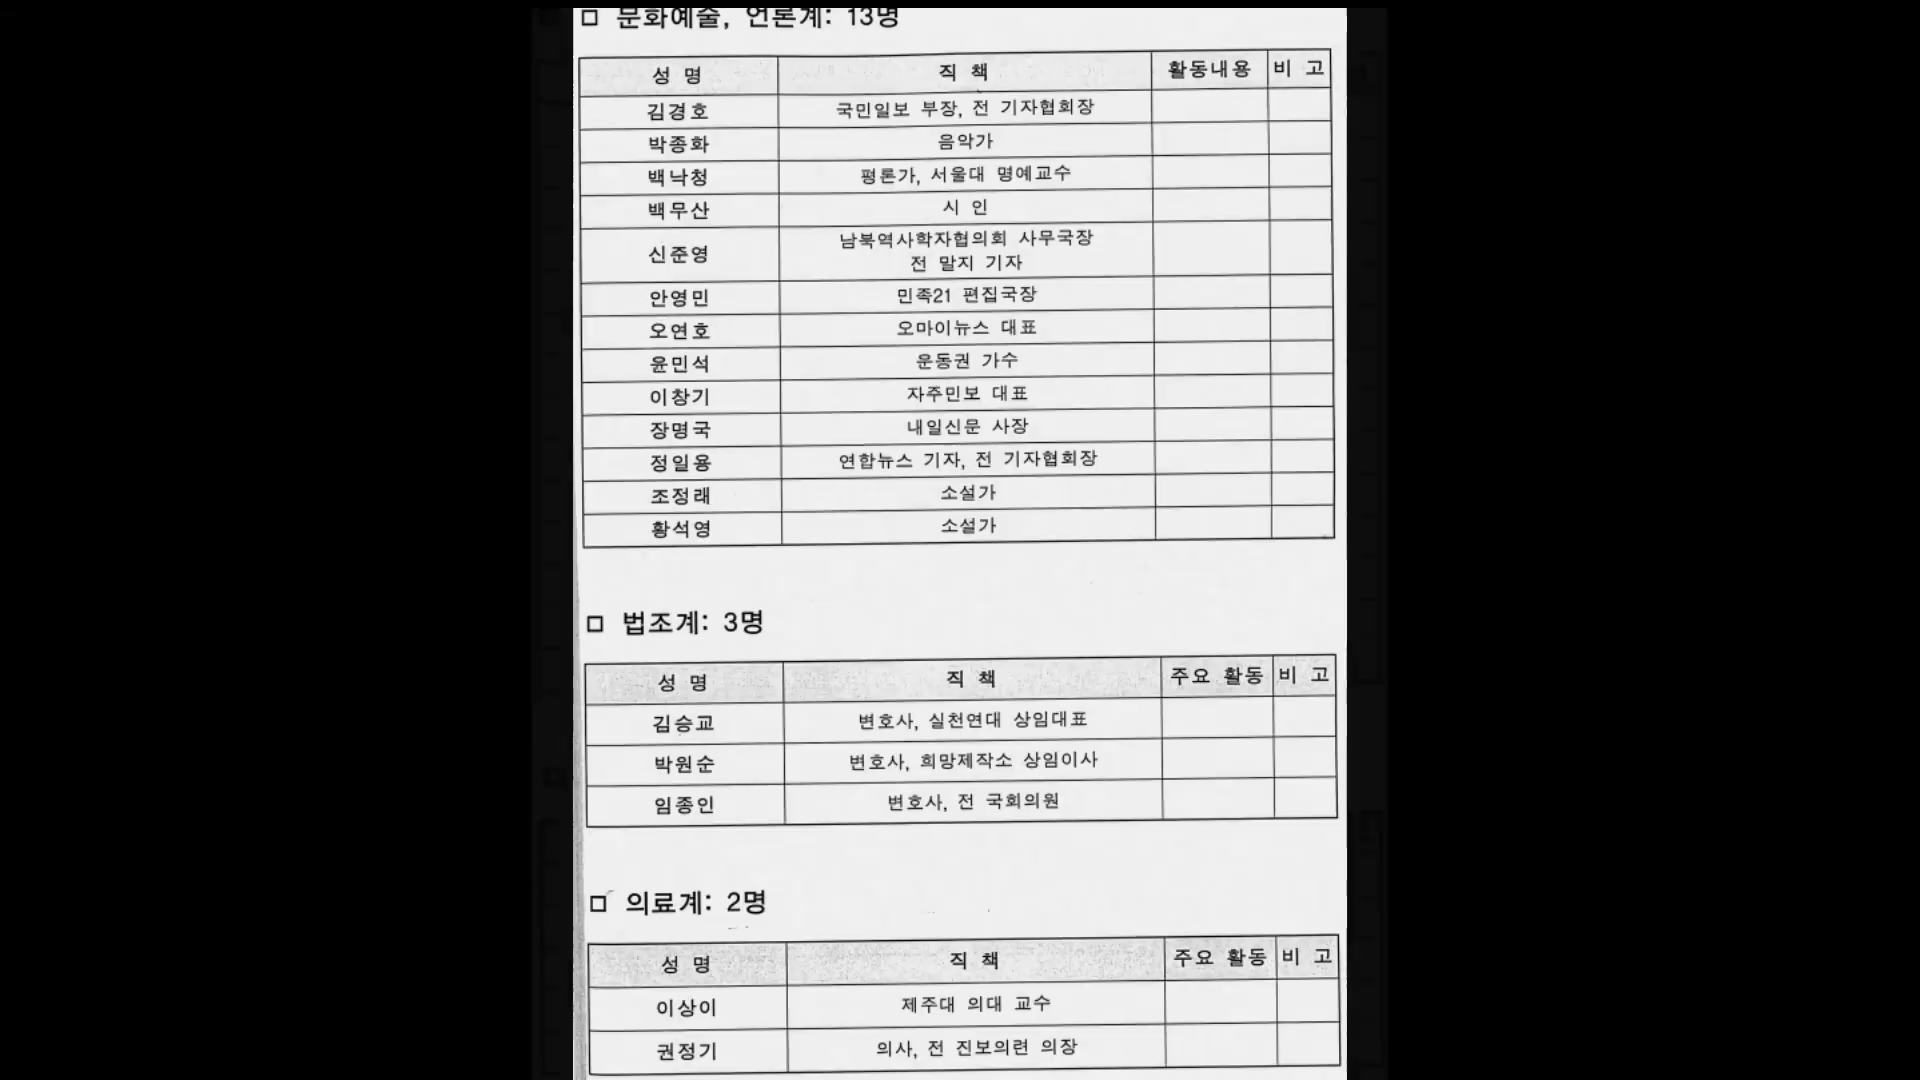 □ 문화예술, 언론계: 13명
성 명 직 책 활동내용 비 고
김경호 국민일보 부장, 전 기자협회장
박종화 음악가
백낙청 평론가, 서울대 명예교수
백무산 시 인
신준영 남북역사학자협의회 사무국장
전 말지 기자
안영민 민족21 편집국장
오연호 오마이뉴스 대표
윤민석 운동권 가수
이창기 자주민보 대표
장명국 내일신문 사장
정일용 연합뉴스 기자, 전 기자협회장
조정래 소설가
황석영 소설가
□ 법조계: 3명
성 명 직 책 주요 활동 비 고
김승교 변호사, 실천연대 상임대표
박원순 변호사, 희망제작소 상임이사
임종인 변호사, 전 국회의원
□ 의료계: 2명
성 명 직 책 주요 활동 비 고
이상이 제주대 의대 교수
권정기 의사, 전 진보의련 의장